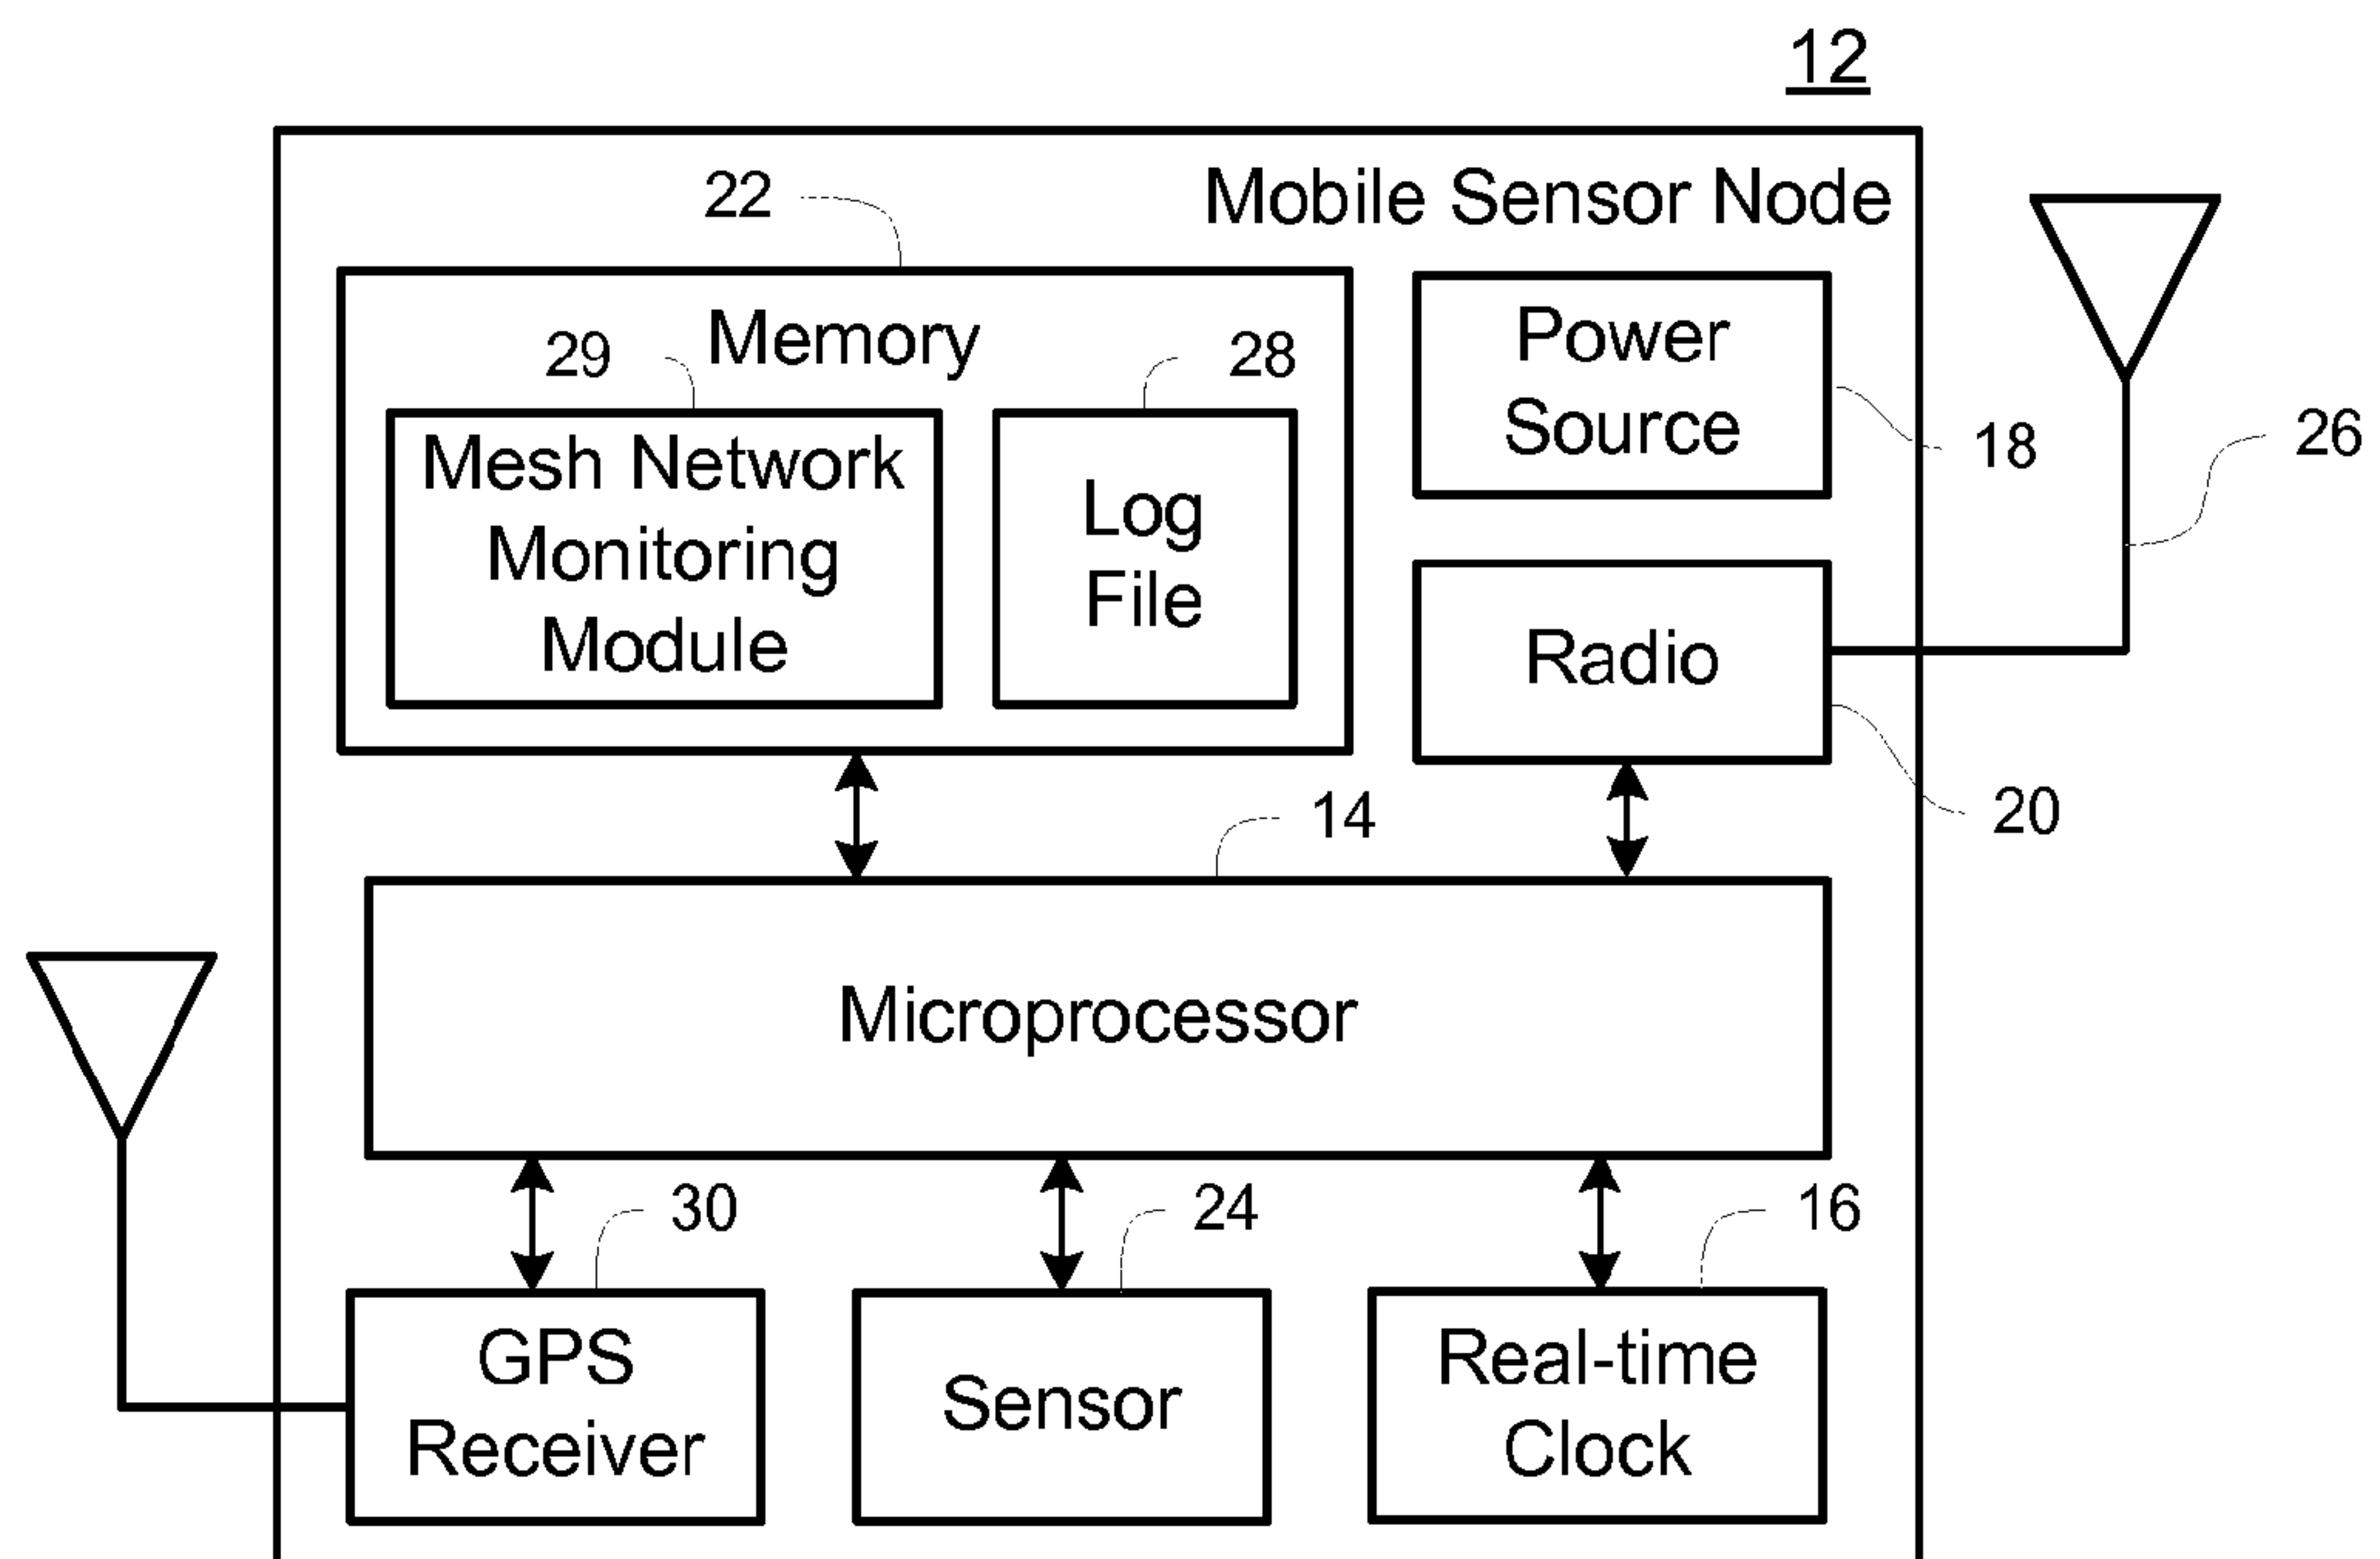 12
Mobile Sensor Node
22
Memory
29
28
Mesh Network
Monitoring
Module
Log
File
Power
Source
18
26
Radio
20
14
Microprocessor
30
24
16
GPS
Receiver
Sensor
Real-time
Clock